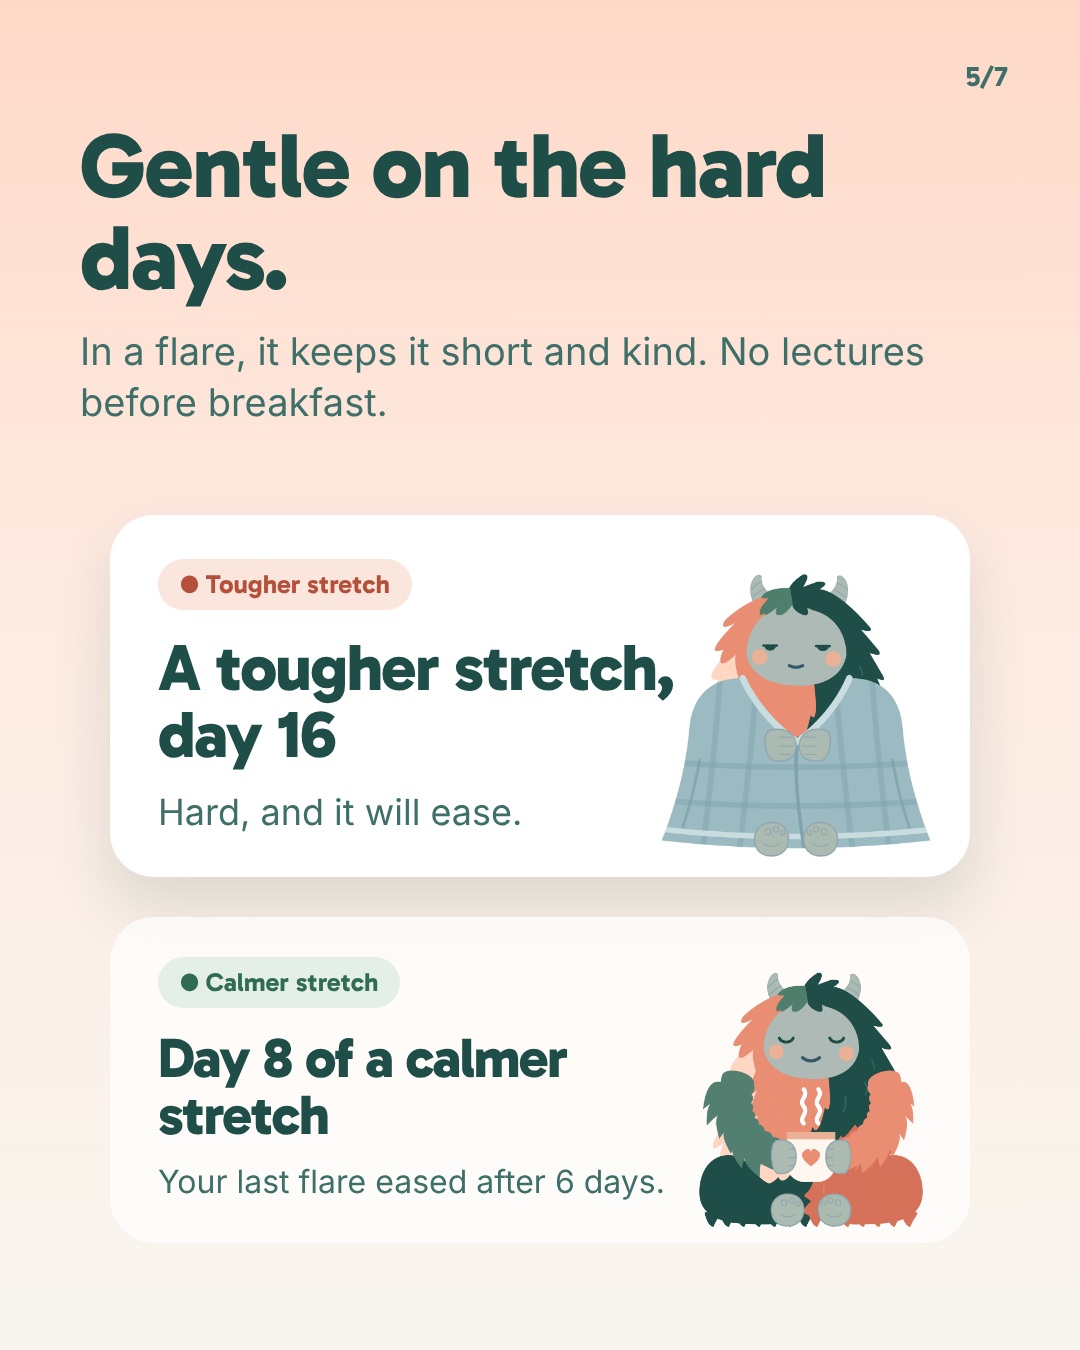 5/7
Gentle on the hard
days.
In a flare, it keeps it short and kind. No lectures
before breakfast.
Tougher stretch
A tougher stretch,
day 16
Hard, and it will ease.
Calmer stretch
Day 8 of a calmer
stretch
Your last flare eased after 6 days.